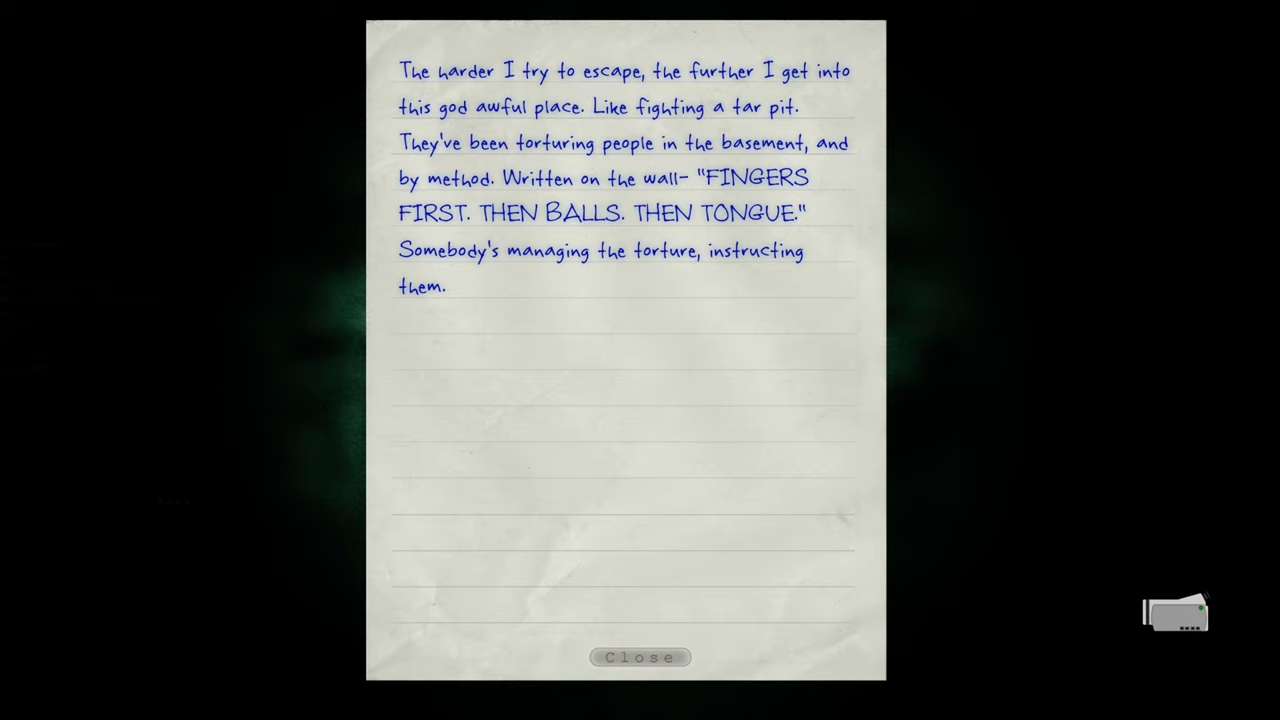 The harder I try to escape, the further I get into
this god awful place. Like fighting a tar pit.
They've been torturing people in the basement, and
by method. Written on the wall- "FINGERS
FIRST. THEN BALLS. THEN TONGUE."
Somebody's managing the torture, instructing
them.
Close